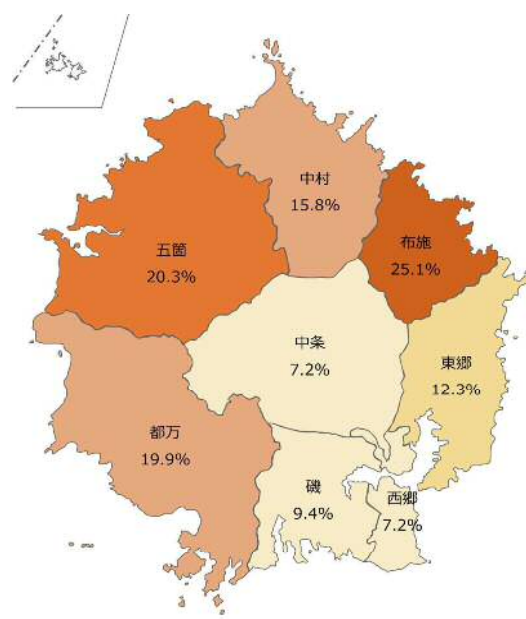 中村
15.8%
布施
25.1%
五箇
20.3%
中条
7.2%
東郷
12.3%
都万
19.9%
磯
9.4%
西郷
7.2%